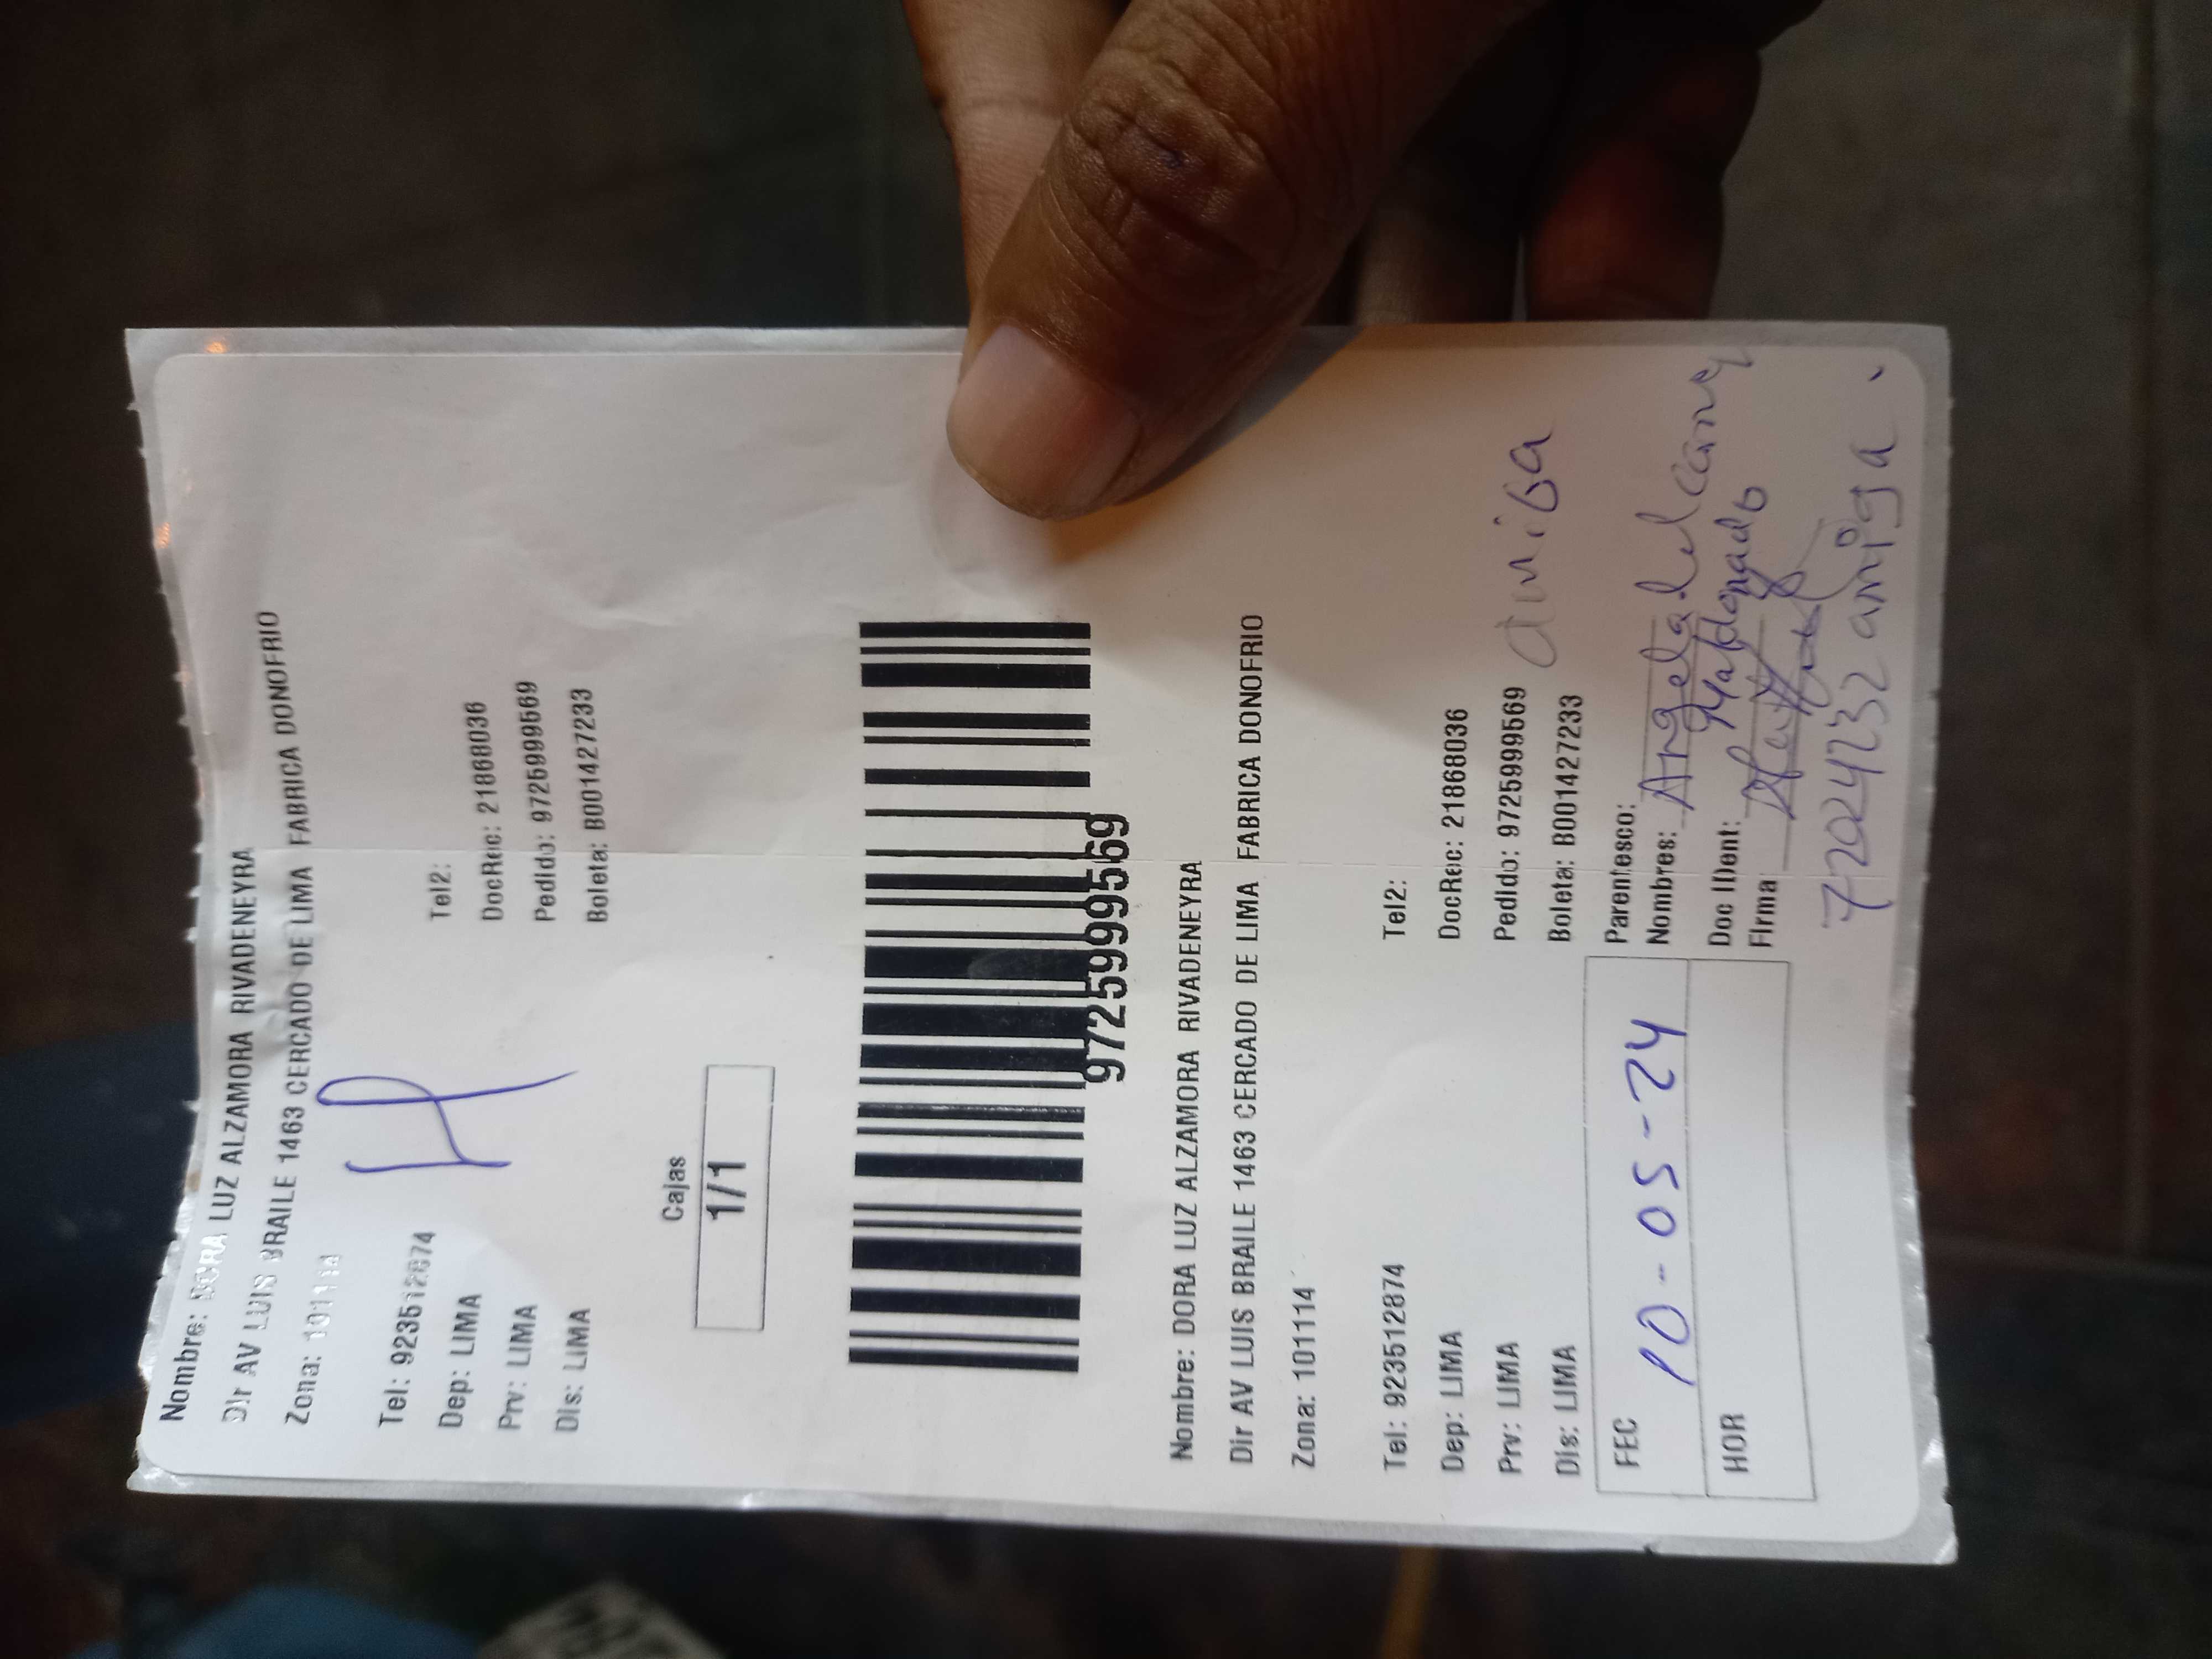 Nombre: DORA LUZ ALZAMORA RIVADENEYRA
Dir AV LUIS BRAILE 1463 CERCADO DE LIMA FABRICA DONOFRIO
Zona: 101114
Tel: 923512874 Tel2:
Dep: LIMA DocRec: 21868036
Prv: LIMA Pedido: 9725999569
Dis: LIMA Boleta: B001427233
Cajas
1/1
9725999569
Nombre: DORA LUZ ALZAMORA RIVADENEYRA
Dir AV LUIS BRAILE 1463 CERCADO DE LIMA FABRICA DONOFRIO
Zona: 101114
Tel: 923512874 Tel2:
Dep: LIMA DocRec: 21868036
Prv: LIMA Pedido: 9725999569
Dis: LIMA Boleta: B001427233
amiga
FEC 10-05-24 Parentesco:
Nombres: Angela del
Doc IDent: Maldonado
HOR Firma
amiga